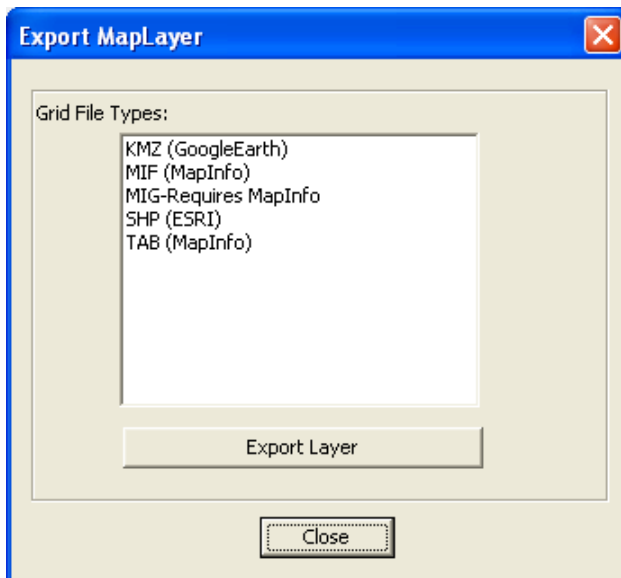 Export MapLayer
Grid File Types:
KMZ (GoogleEarth)
MIF (MapInfo)
MIG-Requires MapInfo
SHP (ESRI)
TAB (MapInfo)
Export Layer
Close